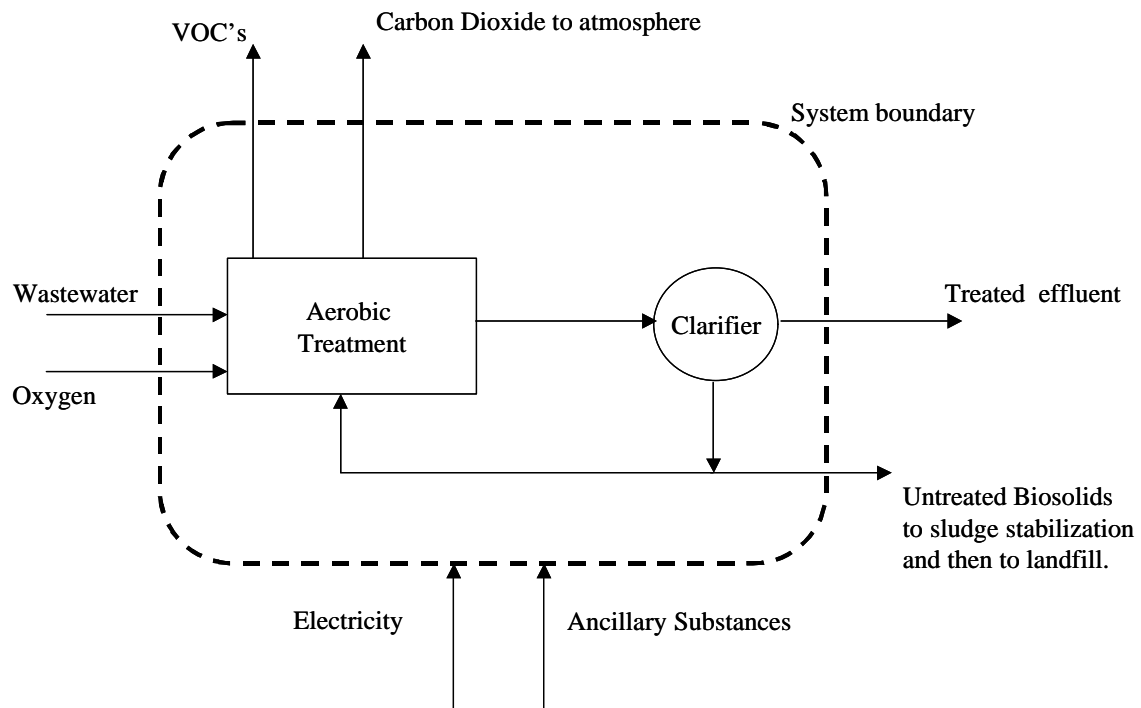 VOC's
Carbon Dioxide to atmosphere
System boundary
Wastewater
Oxygen
Aerobic
Treatment
Clarifier
Treated effluent
Untreated Biosolids
to sludge stabilization
and then to landfill.
Electricity
Ancillary Substances